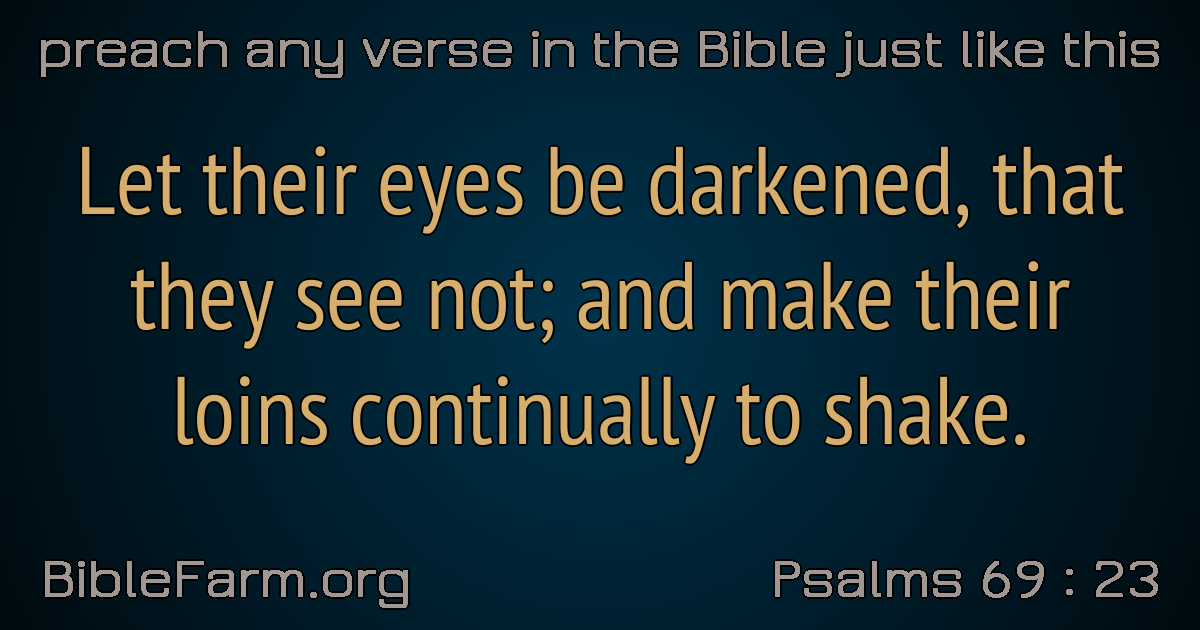 preach any verse in the Bible just like this
Let their eyes be darkened, that
they see not; and make their
loins continually to shake.
BibleFarm.org
Psalms 69 : 23